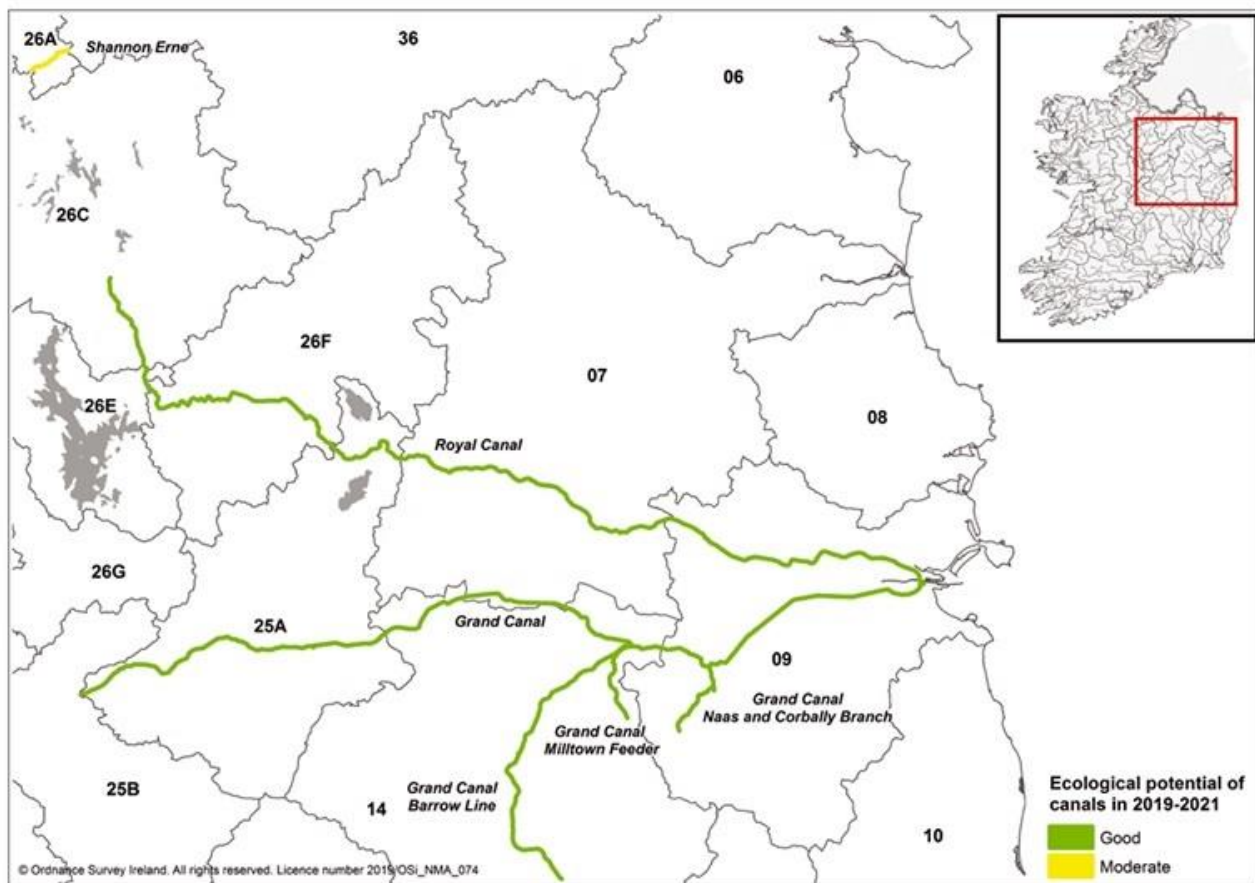 26A
Shannon Erne
36
06
26C
26F
07
26E
08
Royal Canal
26G
25A
Grand Canal
09
Grand Canal
Naas and Corbally Branch
Grand Canal
Milltown Feeder
25B
14
Grand Canal
Barrow Line
10
Ecological potential of
canals in 2019-2021
Good
Moderate
© Ordnance Survey Ireland. All rights reserved. Licence number 2019/OSi_NMA_074